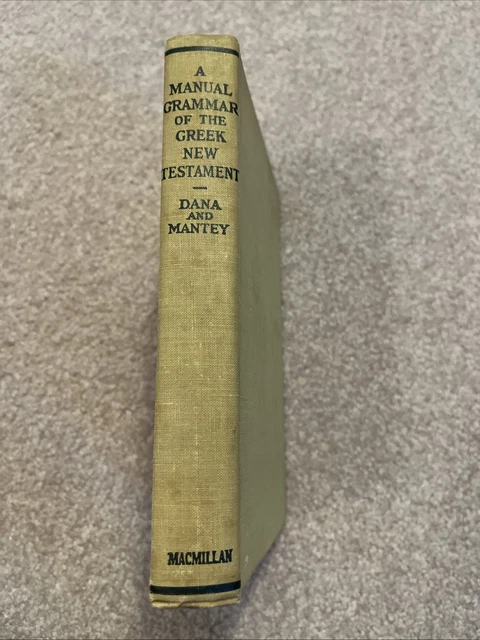 A
MANUAL
GRAMMAR
OF THE
GREEK
NEW
TESTAMENT
DANA
AND
MANTEY
MACMILLAN